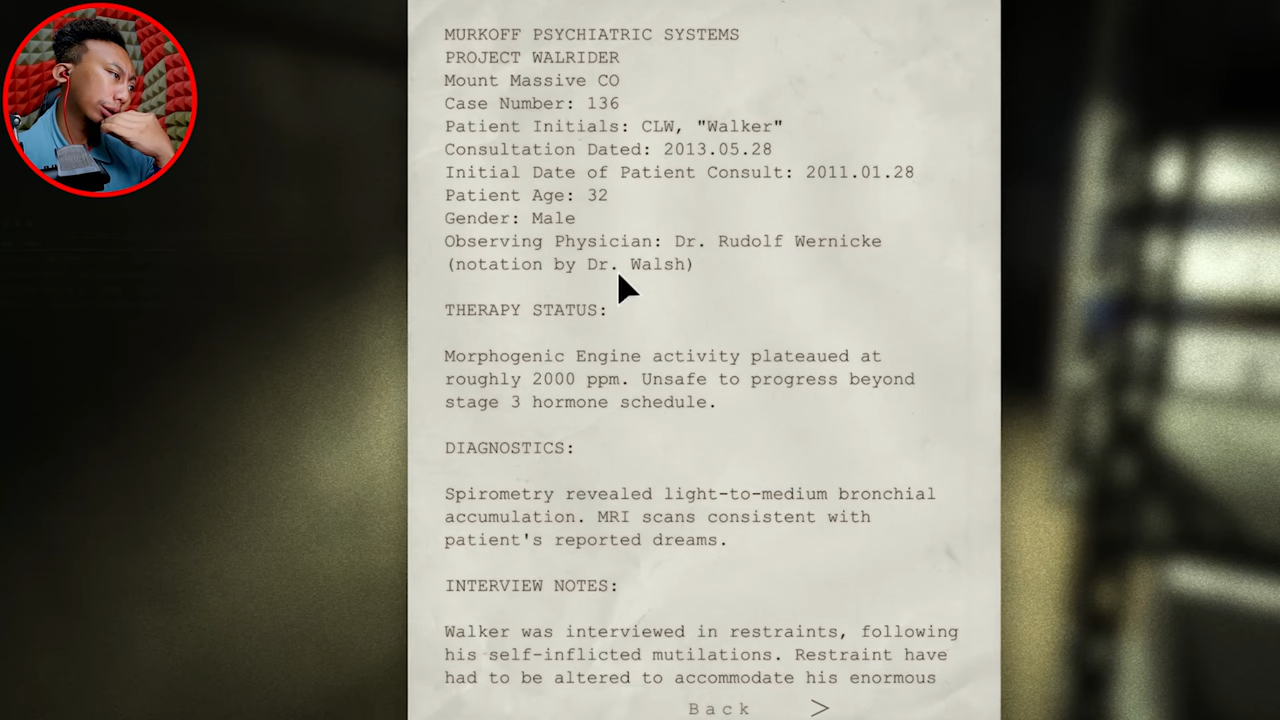 MURKOFF PSYCHIATRIC SYSTEMS
PROJECT WALRIDER
Mount Massive CO
Case Number: 136
Patient Initials: CLW, "Walker"
Consultation Dated: 2013.05.28
Initial Date of Patient Consult: 2011.01.28
Patient Age: 32
Gender: Male
Observing Physician: Dr. Rudolf Wernicke
(notation by Dr. Walsh)
THERAPY STATUS:
Morphogenic Engine activity plateaued at
roughly 2000 ppm. Unsafe to progress beyond
stage 3 hormone schedule.
DIAGNOSTICS:
Spirometry revealed light-to-medium bronchial
accumulation. MRI scans consistent with
patient's reported dreams.
INTERVIEW NOTES:
Walker was interviewed in restraints, following
his self-inflicted mutilations. Restraint have
had to be altered to accommodate his enormous
Back >